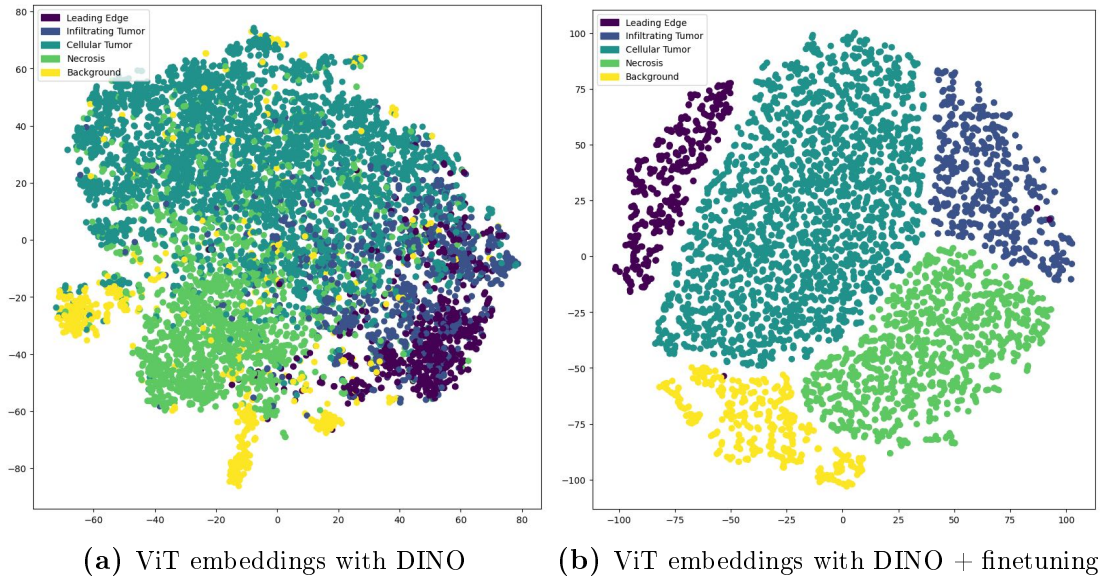 80
60
40
20
0
−20
−40
−60
−80
−60
−40
−20
0
20
40
60
80
Leading Edge
Infiltrating Tumor
Cellular Tumor
Necrosis
Background
100
75
50
25
0
−25
−50
−75
−100
−100
−75
−50
−25
0
25
50
75
100
Leading Edge
Infiltrating Tumor
Cellular Tumor
Necrosis
Background
(a) ViT embeddings with DINO
(b) ViT embeddings with DINO + finetuning